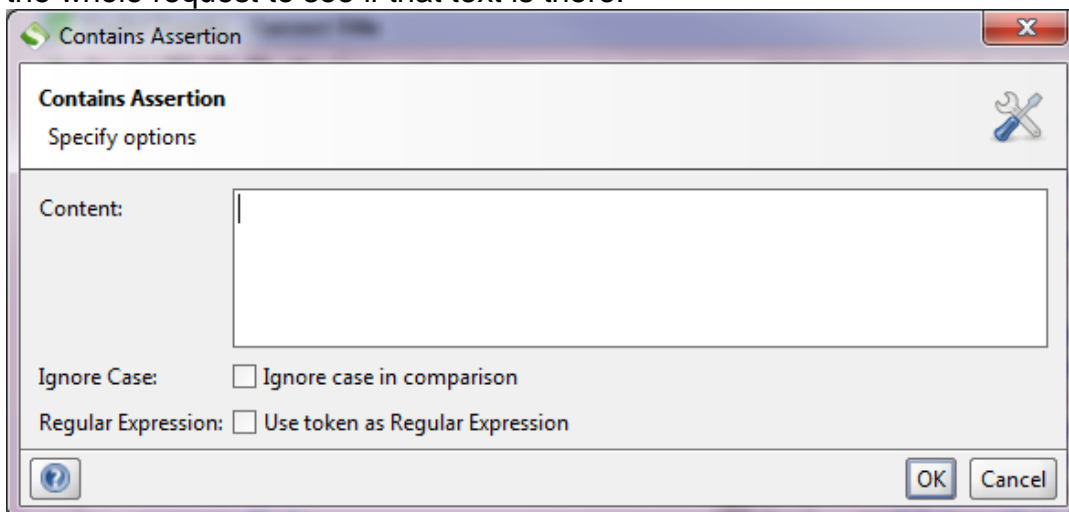 the whole request to see if that text is there.
Contains Assertion
Contains Assertion
Specify options
Content:
Ignore Case: Ignore case in comparison
Regular Expression: Use token as Regular Expression
OK Cancel